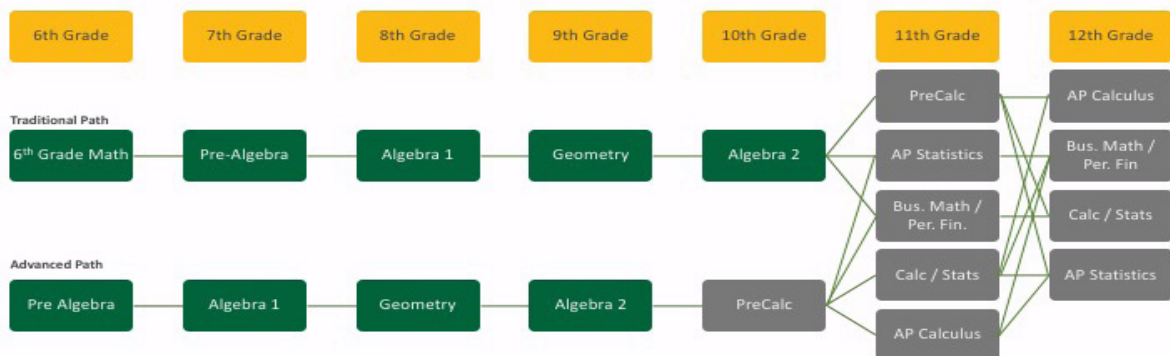 6th Grade
7th Grade
8th Grade
9th Grade
10th Grade
11th Grade
12th Grade
Traditional Path
6th Grade Math
Pre-Algebra
Algebra 1
Geometry
Algebra 2
PreCalc
AP Statistics
Bus. Math /
Per. Fin.
Calc / Stats
AP Calculus
AP Calculus
Bus. Math /
Per. Fin
Calc / Stats
AP Statistics
Advanced Path
Pre Algebra
Algebra 1
Geometry
Algebra 2
PreCalc